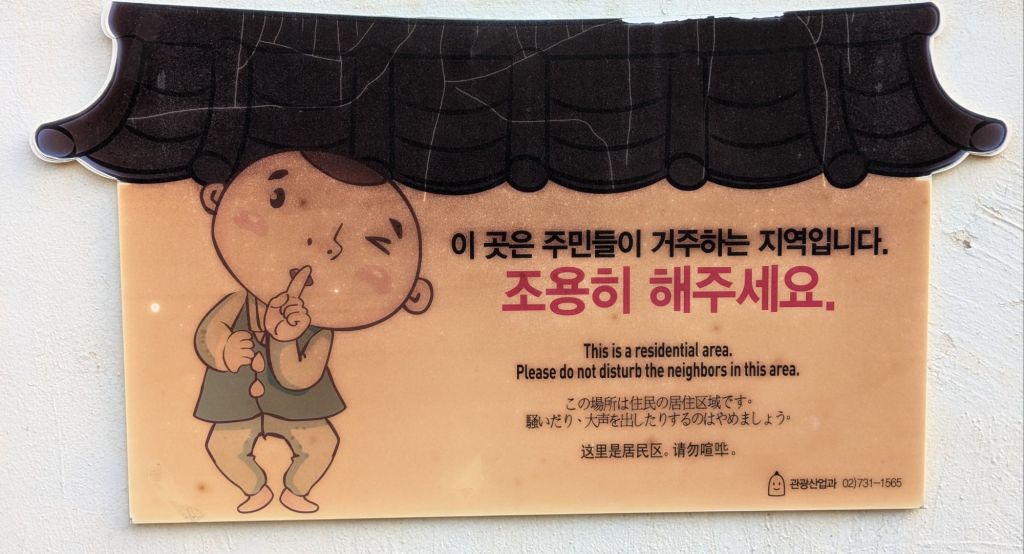 이 곳은 주민들이 거주하는 지역입니다.
조용히 해주세요.
This is a residential area.
Please do not disturb the neighbors in this area.
この場所は住民の居住区域です。
騒いだり、大声を出したりするのはやめましょう。
这里是居民区。请勿喧哗。
관광산업과 02)731-1565